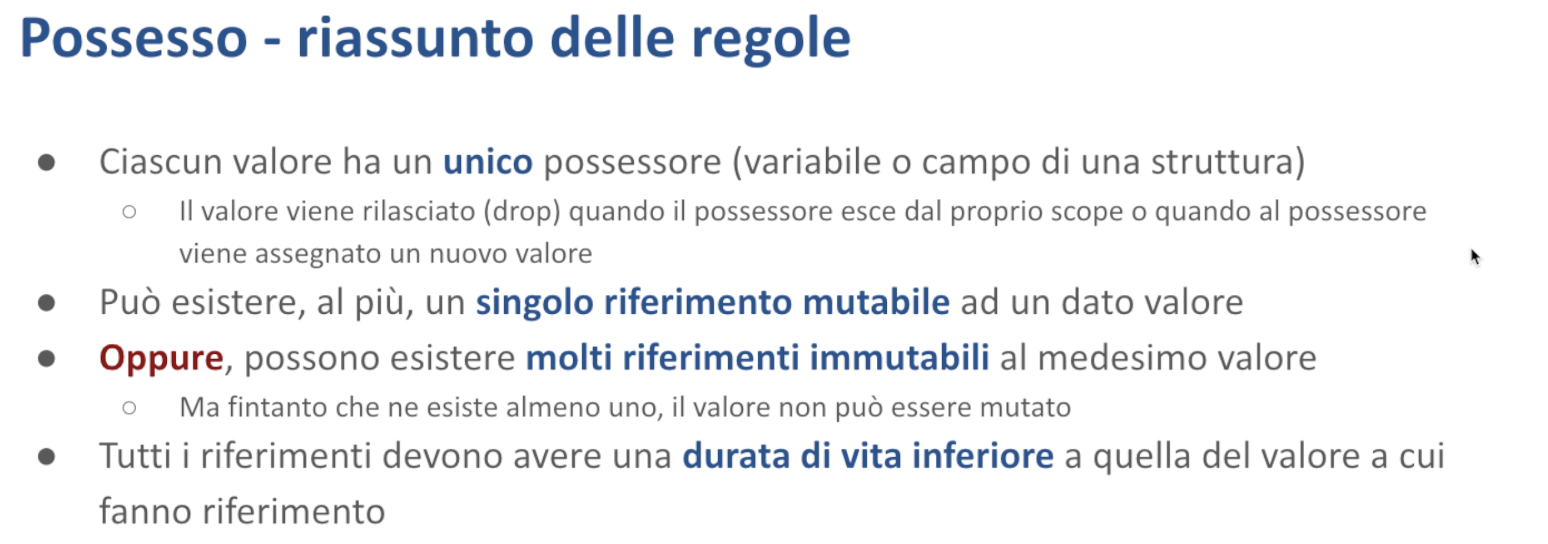 Possesso - riassunto delle regole
● Ciascun valore ha un unico possessore (variabile o campo di una struttura)
○ Il valore viene rilasciato (drop) quando il possessore esce dal proprio scope o quando al possessore
viene assegnato un nuovo valore
● Può esistere, al più, un singolo riferimento mutabile ad un dato valore
● Oppure, possono esistere molti riferimenti immutabili al medesimo valore
○ Ma fintanto che ne esiste almeno uno, il valore non può essere mutato
● Tutti i riferimenti devono avere una durata di vita inferiore a quella del valore a cui
fanno riferimento